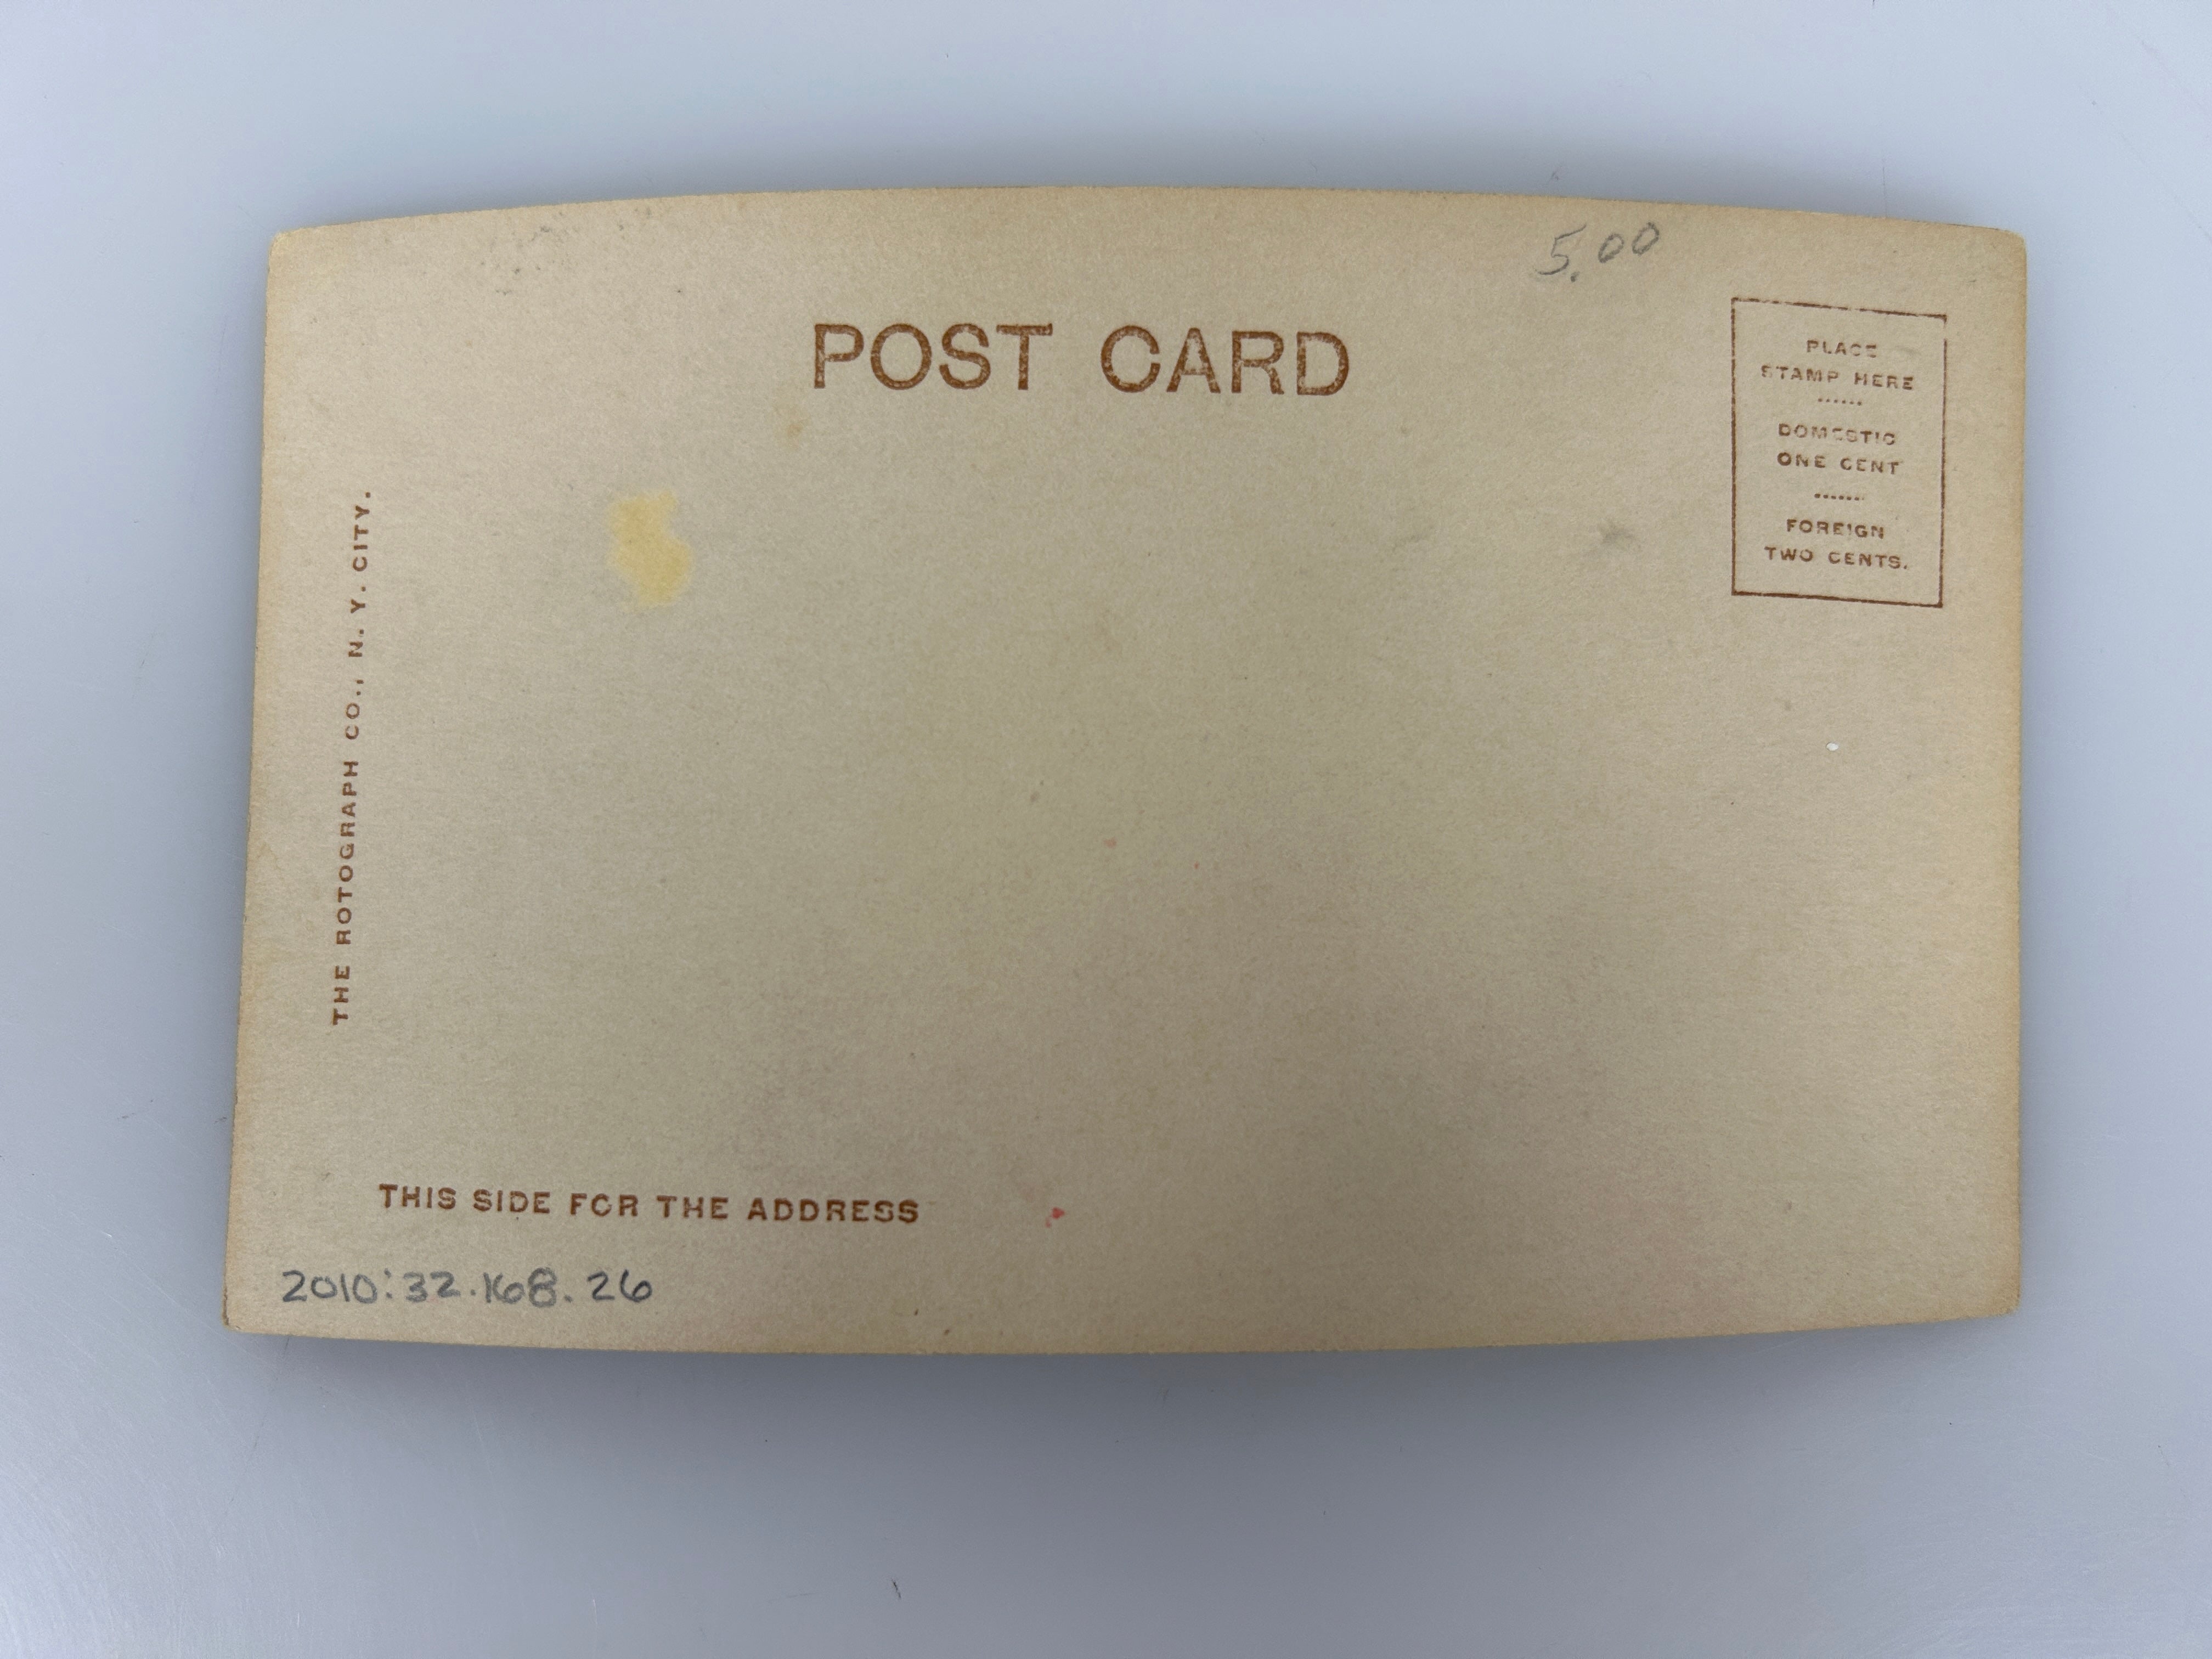 5.00
POST CARD
PLACE
STAMP HERE
DOMESTIC
ONE CENT
FOREIGN
TWO CENTS.
THE ROTOGRAPH CO., N. Y. CITY.
THIS SIDE FOR THE ADDRESS
2010:32.168.26